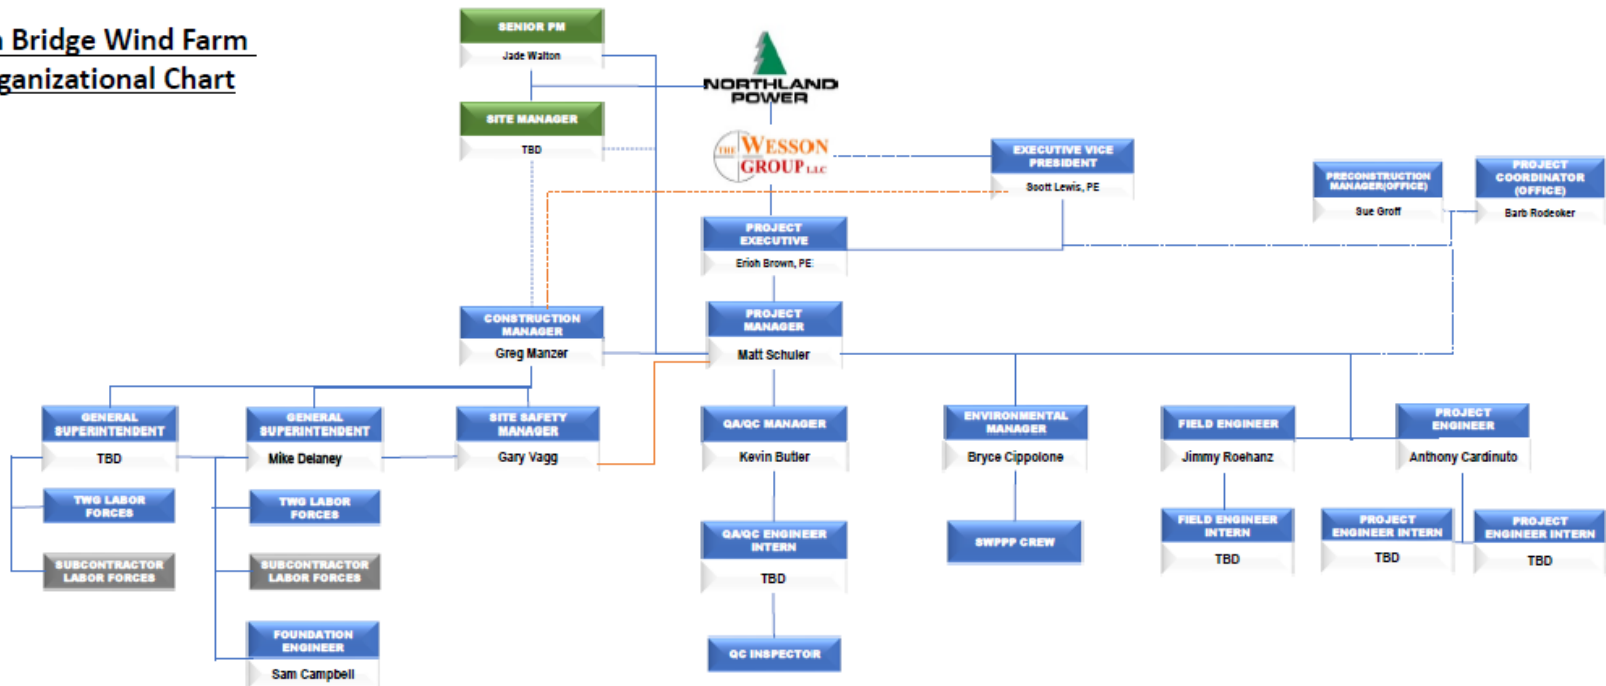 Bridge Wind Farm
ganizational Chart
SENIOR PM
Jade Walton
NORTHLAND
POWER
SITE MANAGER
TBD
THE WESSON
GROUP LLC
EXECUTIVE VICE
PRESIDENT
Scott Lewis, PE
PRECONSTRUCTION
MANAGER(OFFICE)
Sue Groff
PROJECT
COORDINATOR
(OFFICE)
Barb Rodecker
PROJECT
EXECUTIVE
Erich Brown, PE
CONSTRUCTION
MANAGER
Greg Manzer
PROJECT
MANAGER
Matt Schuler
GENERAL
SUPERINTENDENT
TBD
GENERAL
SUPERINTENDENT
Mike Delaney
SITE SAFETY
MANAGER
Gary Vagg
QA/QC MANAGER
Kevin Butler
ENVIRONMENTAL
MANAGER
Bryce Cippolone
FIELD ENGINEER
Jimmy Roehanz
PROJECT
ENGINEER
Anthony Cardinuto
TWG LABOR
FORCES
TWG LABOR
FORCES
QA/QC ENGINEER
INTERN
TBD
SWPPP CREW
FIELD ENGINEER
INTERN
TBD
PROJECT
ENGINEER INTERN
TBD
PROJECT
ENGINEER INTERN
TBD
SUBCONTRACTOR
LABOR FORCES
SUBCONTRACTOR
LABOR FORCES
FOUNDATION
ENGINEER
Sam Campbell
QC INSPECTOR